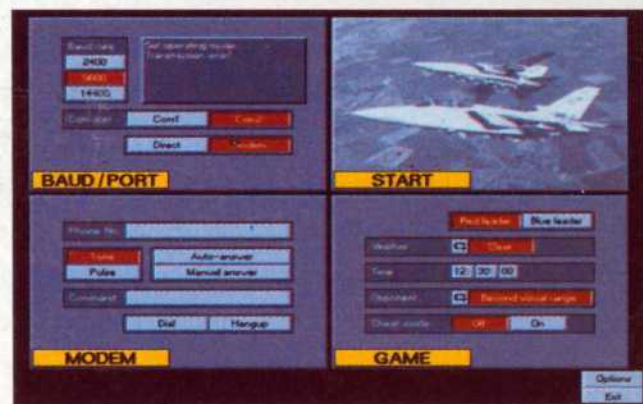 Baud rate
2400
9600
14400
Set operating mode
Transmission error?
Com port
Com1
Com2
Direct
Modem
BAUD/PORT
START
Phone No.
Tone
Pulse
Auto-answer
Manual answer
Command
Dial
Hangup
MODEM
Red leader
Blue leader
Weather
Clear
Time
12: 30: 00
Opponent
Beyond visual range
Cheat mode
Off
On
GAME
Options
Exit